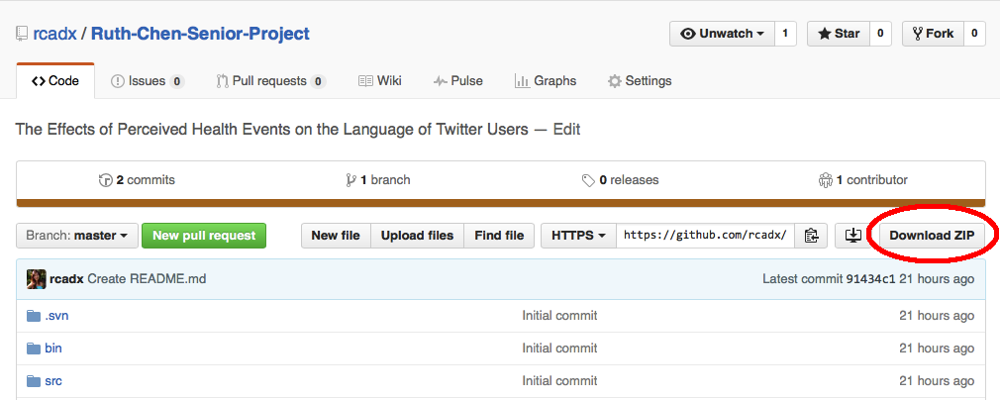 rcadx / Ruth-Chen-Senior-Project Unwatch 1 Star 0 Fork 0
Code Issues 0 Pull requests 0 Wiki Pulse Graphs Settings
The Effects of Perceived Health Events on the Language of Twitter Users — Edit
2 commits 1 branch 0 releases 1 contributor
Branch: master New pull request New file Upload files Find file HTTPS https://github.com/rcadx/ Download ZIP
rcadx Create README.md Latest commit 91434c1 21 hours ago
.svn Initial commit 21 hours ago
bin Initial commit 21 hours ago
src Initial commit 21 hours ago